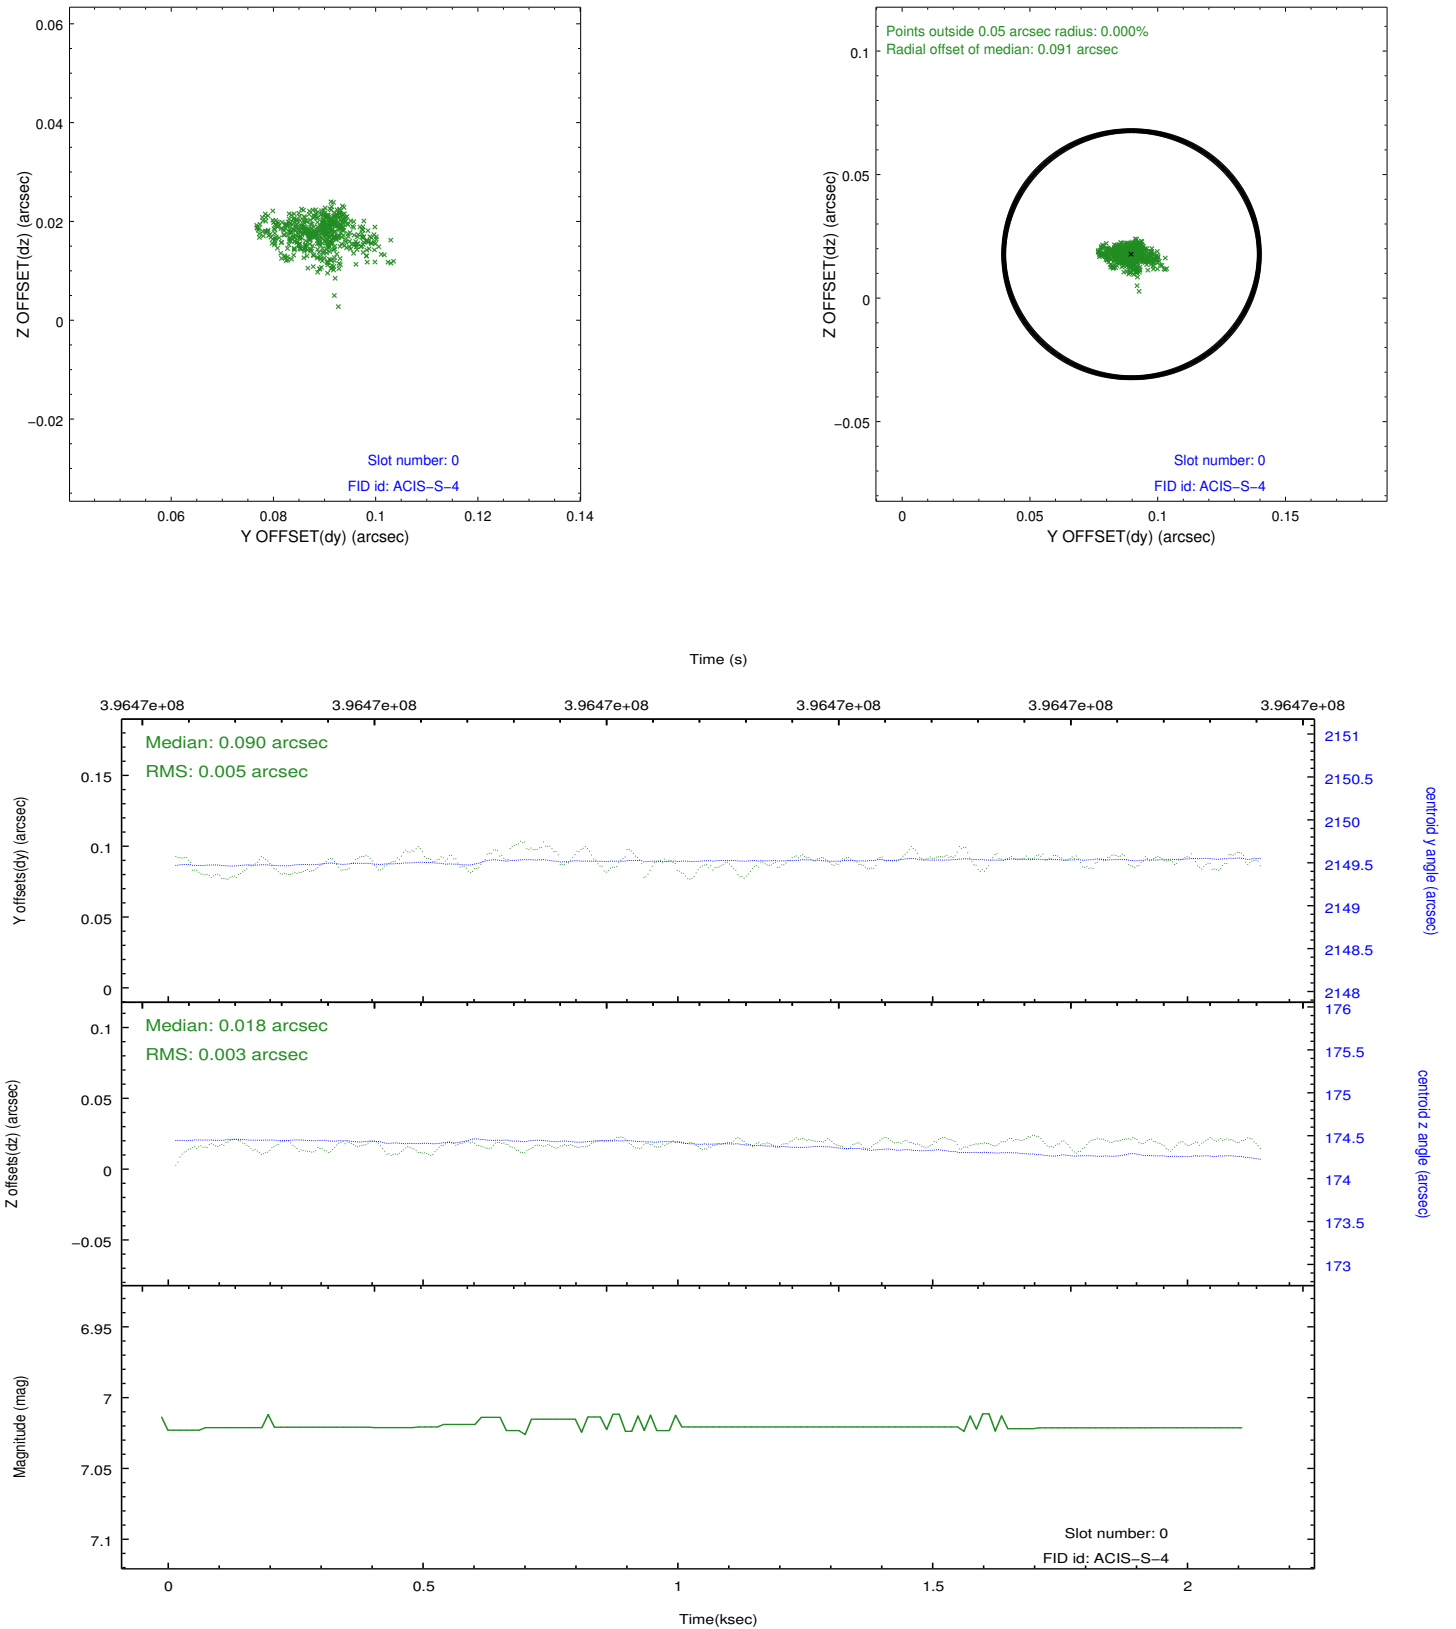 0.06
0.04
0.02
0
−0.02
Z OFFSET(dz) (arcsec)
Slot number: 0
FID id: ACIS−S−4
0.06
0.08
0.1
0.12
0.14
Y OFFSET(dy) (arcsec)
Points outside 0.05 arcsec radius: 0.000%
Radial offset of median: 0.091 arcsec
0.1
0.05
0
−0.05
Z OFFSET(dz) (arcsec)
Slot number: 0
FID id: ACIS−S−4
0
0.05
0.1
0.15
Y OFFSET(dy) (arcsec)
Time (s)
3.9647e+08
3.9647e+08
3.9647e+08
3.9647e+08
3.9647e+08
3.9647e+08
Median: 0.090 arcsec
RMS: 0.005 arcsec
0.15
0.1
0.05
0
Y offsets(dy) (arcsec)
2151
2150.5
2150
2149.5
2149
2148.5
2148
centroid y angle (arcsec)
Median: 0.018 arcsec
RMS: 0.003 arcsec
0.1
0.05
0
−0.05
Z offsets(dz) (arcsec)
176
175.5
175
174.5
174
173.5
173
centroid z angle (arcsec)
6.95
7
7.05
7.1
Magnitude (mag)
Slot number: 0
FID id: ACIS−S−4
0
0.5
1
1.5
2
Time(ksec)